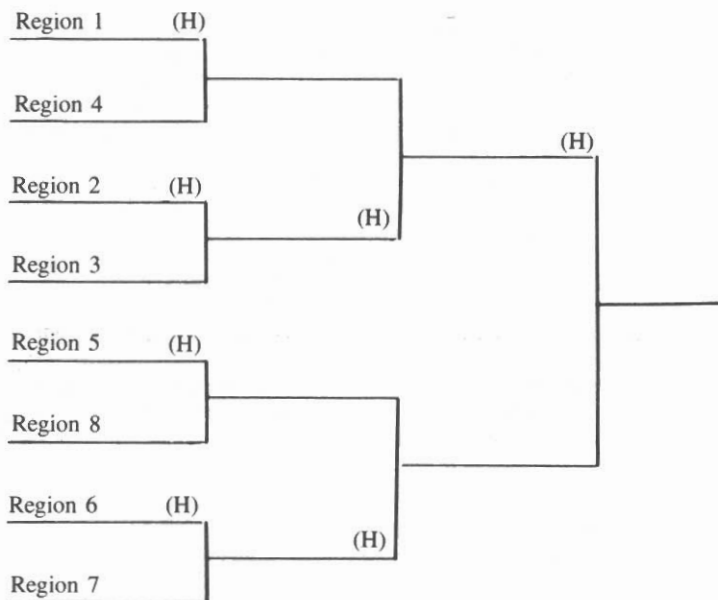 Region 1 (H)
Region 4
(H)
Region 2 (H)
(H)
Region 3
Region 5 (H)
Region 8
Region 6 (H)
(H)
Region 7